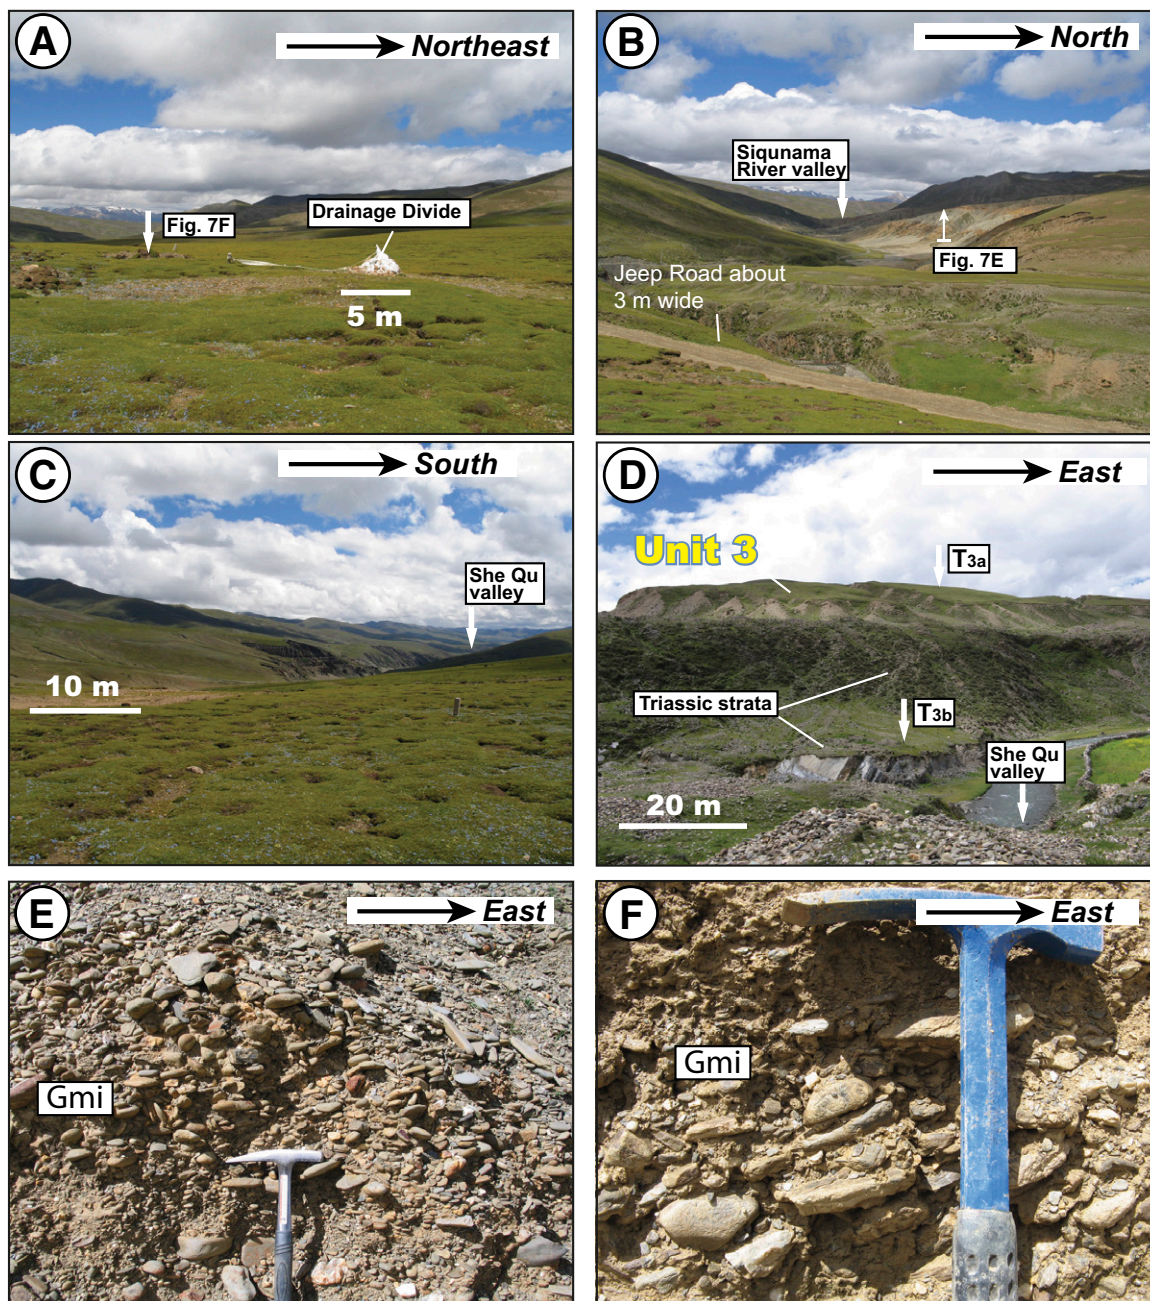 A
Northeast
Fig. 7F
Drainage Divide
5 m
B
North
Siqunama
River valley
Fig. 7E
Jeep Road about
3 m wide
C
South
She Qu
valley
10 m
D
East
Unit 3
T3a
Triassic strata
T3b
She Qu
valley
20 m
E
East
Gmi
F
East
Gmi